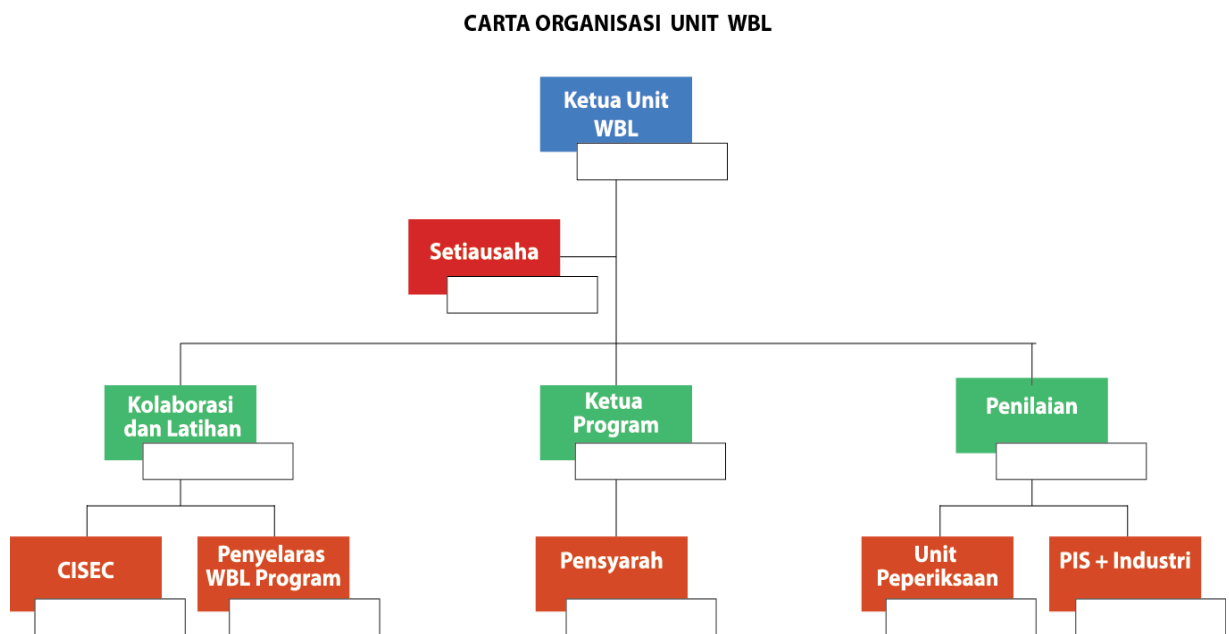 CARTA ORGANISASI UNIT WBL
Ketua Unit
WBL
Setiausaha
Kolaborasi
dan Latihan
Ketua
Program
Penilaian
CISEC
Penyelaras
WBL Program
Pensyarah
Unit
Peperiksaan
PIS + Industri